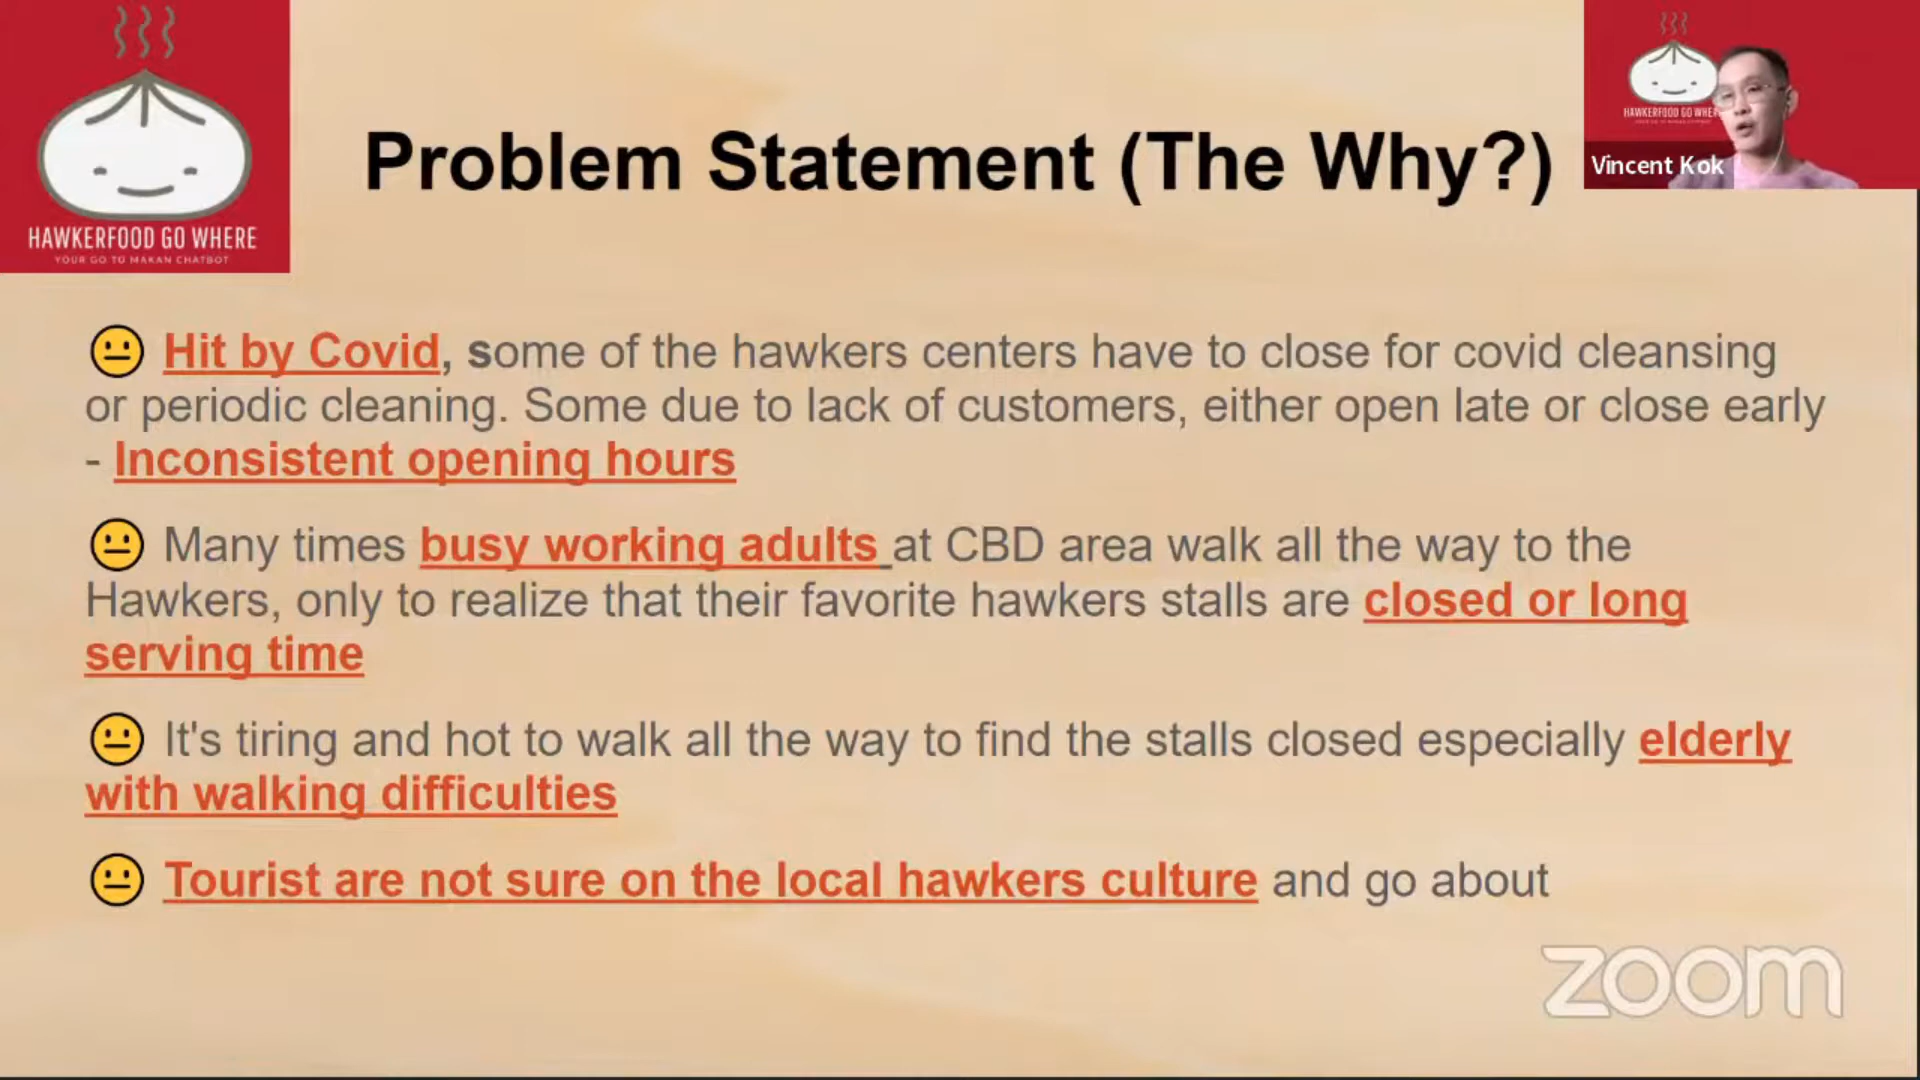 HAWKERFOOD GO WHERE
YOUR GO TO MAKAN CHATBOT
Problem Statement (The Why?)
HAWKERFOOD GO WHER
Vincent Kok
Hit by Covid, some of the hawkers centers have to close for covid cleansing
or periodic cleaning. Some due to lack of customers, either open late or close early
- Inconsistent opening hours
Many times busy working adults at CBD area walk all the way to the
Hawkers, only to realize that their favorite hawkers stalls are closed or long
serving time
It's tiring and hot to walk all the way to find the stalls closed especially elderly
with walking difficulties
Tourist are not sure on the local hawkers culture and go about
zoom